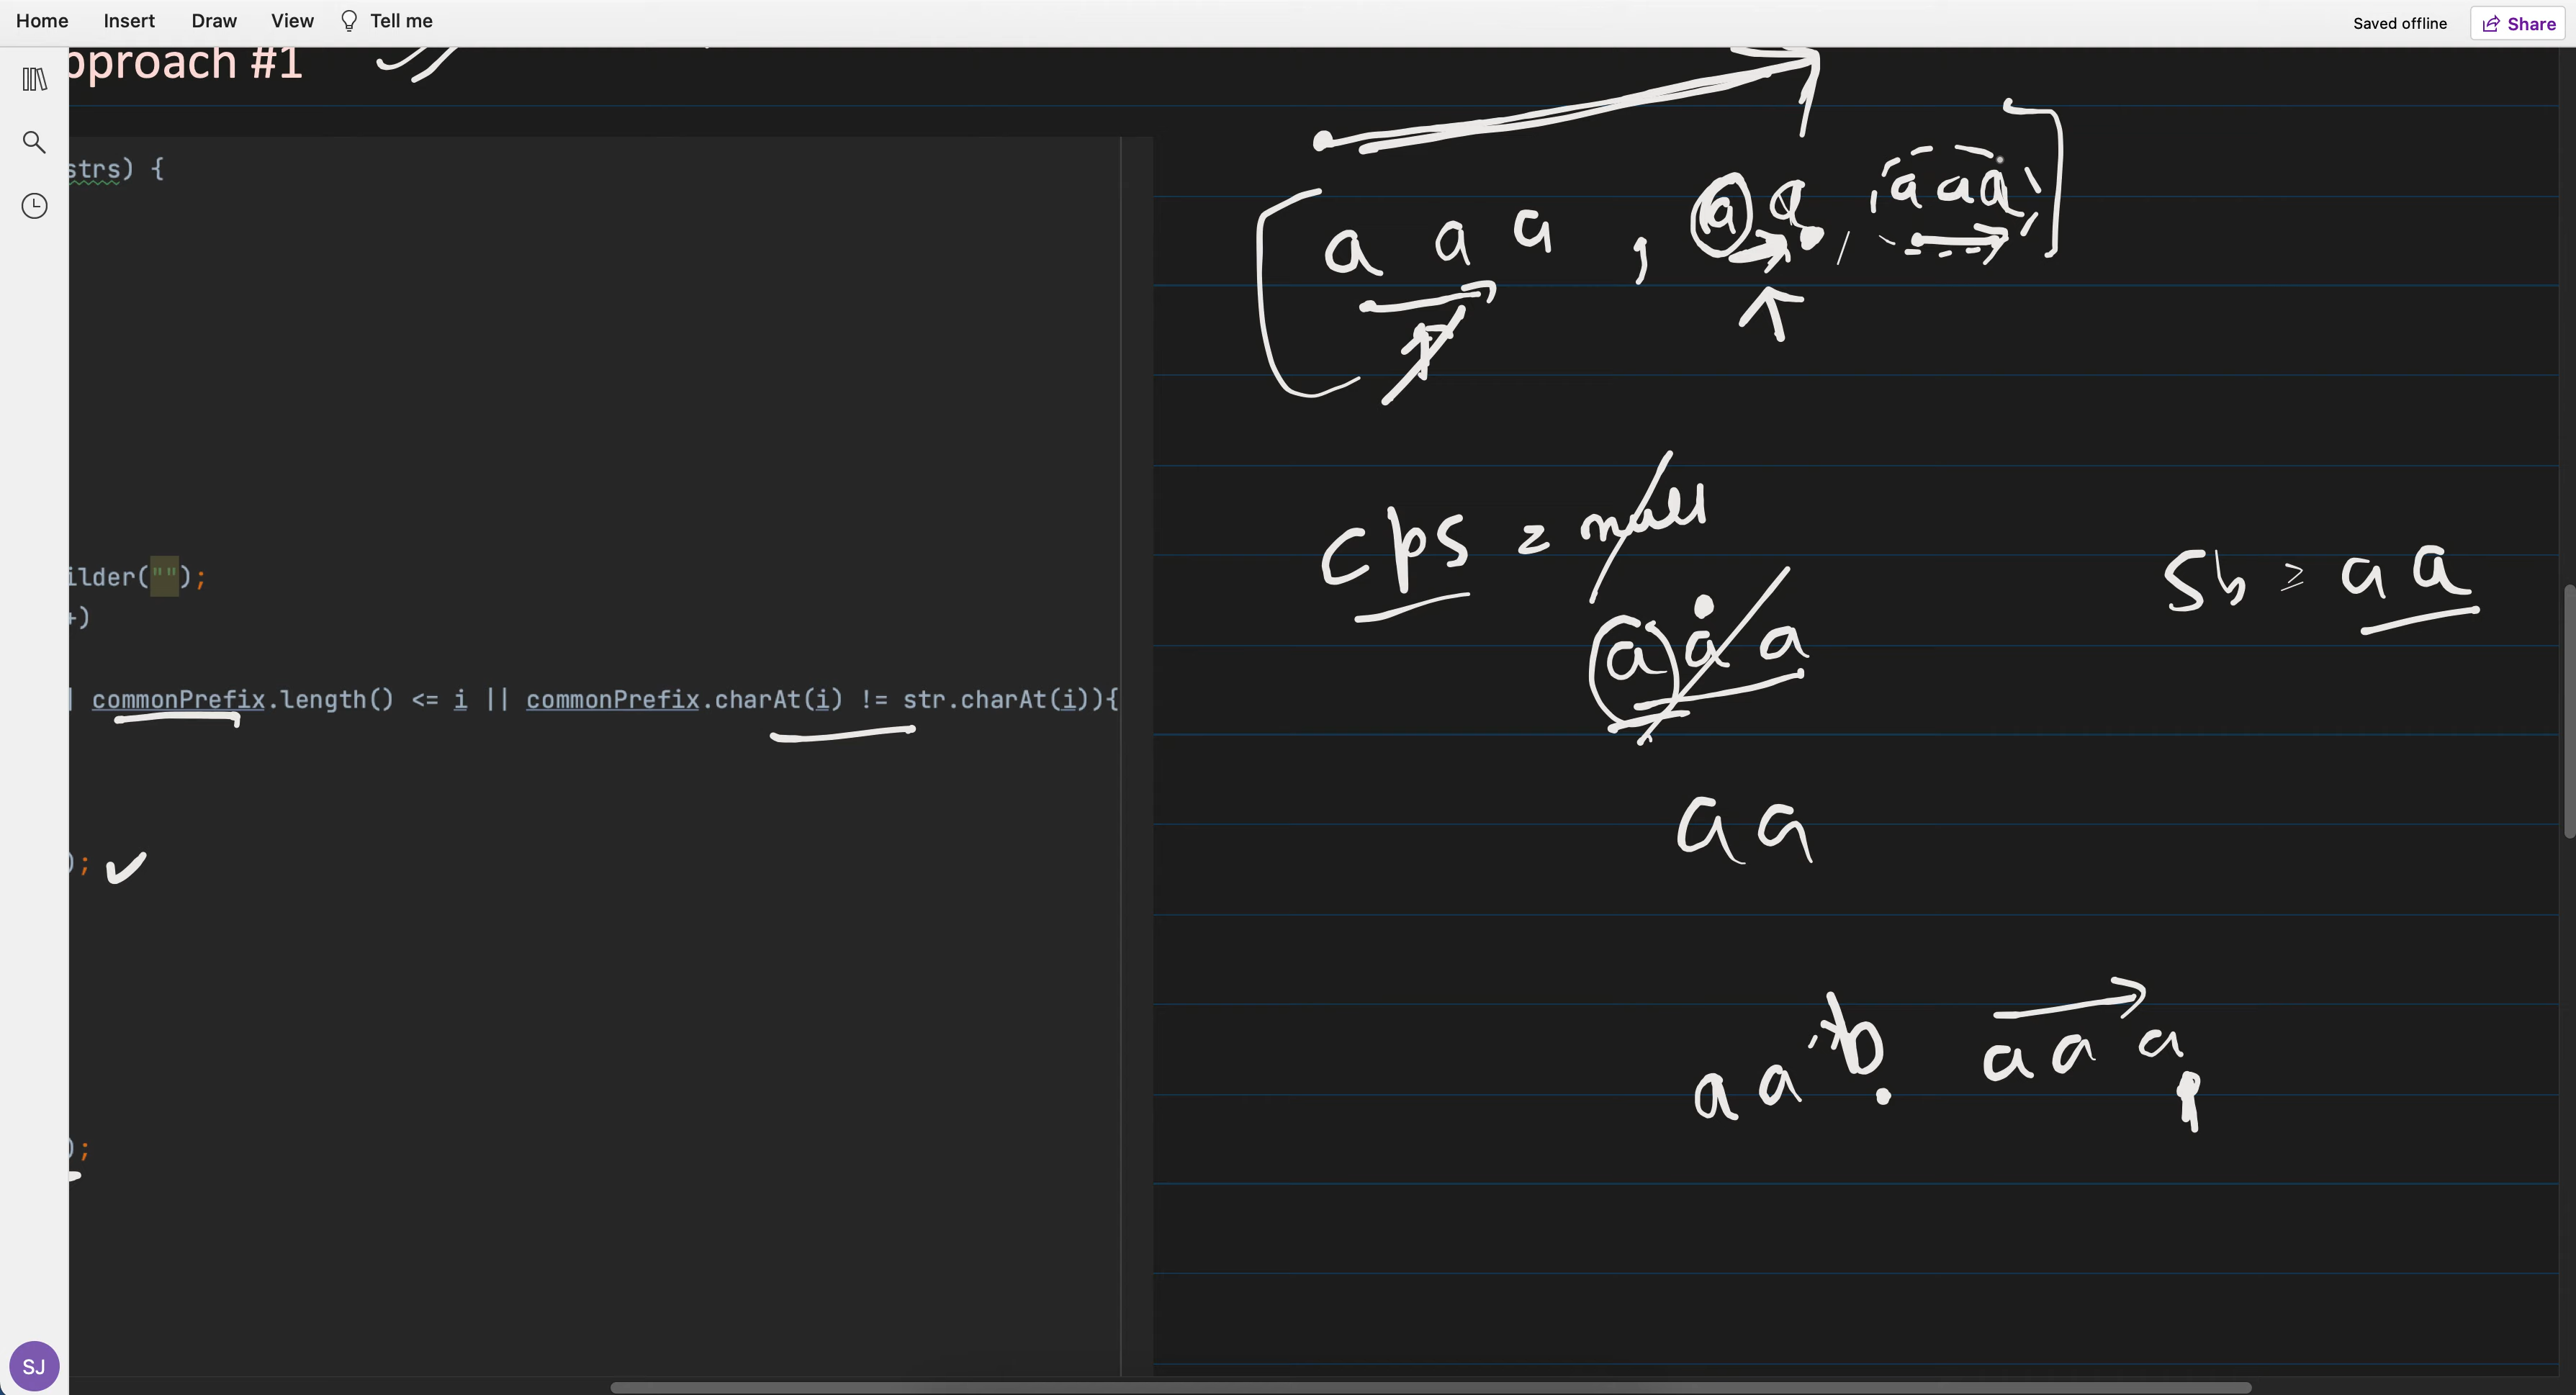 Home Insert Draw View Tell me Saved offline Share
pproach #1
strs) {
ilder("");
+)
| commonPrefix.length() <= i || commonPrefix.charAt(i) != str.charAt(i)){
);
);
SJ
a a a , a a , a a a
cps = null
a a a
a a
sb = a a
a a b a a a